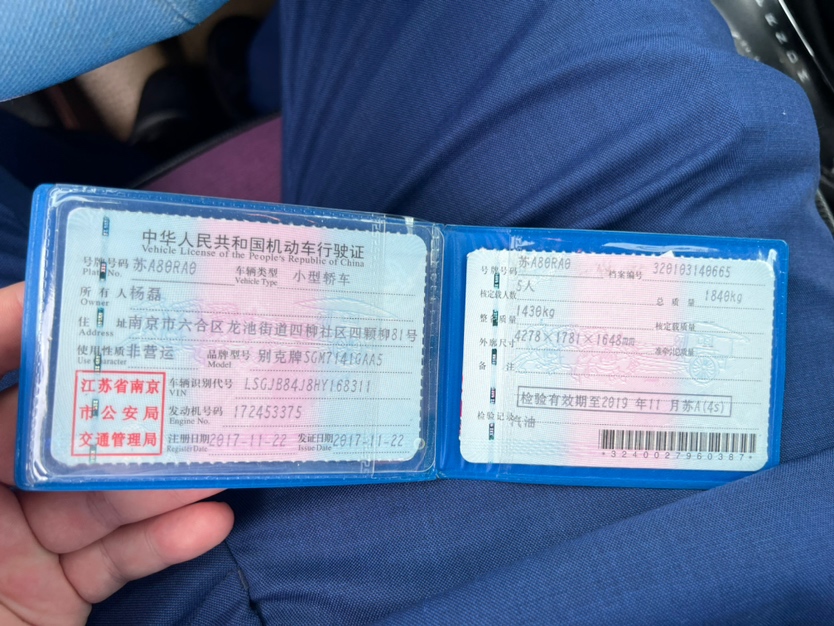 中华人民共和国机动车行驶证
Vehicle License of the People's Republic of China
号牌号码 苏A80RA0 车辆类型 小型轿车
Plate No. Vehicle Type
所有人 杨磊
Owner
住址 南京市六合区龙池街道四柳社区四颗柳81号
Address
使用性质 非营运 品牌型号 别克牌SGM7141GAA5
Use Character Model
江苏省南京
市公安局
交通管理局
车辆识别代号 LSGJB84J8HY168311
VIN
发动机号码 172453375
Engine No.
注册日期 2017-11-22 发证日期 2017-11-22
Register Date Issue Date
号牌号码 苏A80RA0 档案编号 320103140665
核定载人数 5人 总质量 1840kg
整备质量 1430kg 核定载质量
外廓尺寸 4278×1781×1648mm 准牵引总质量
备注
检验有效期至2019 年 11 月苏A(4s)
检验记录 汽油
*3240027960387*